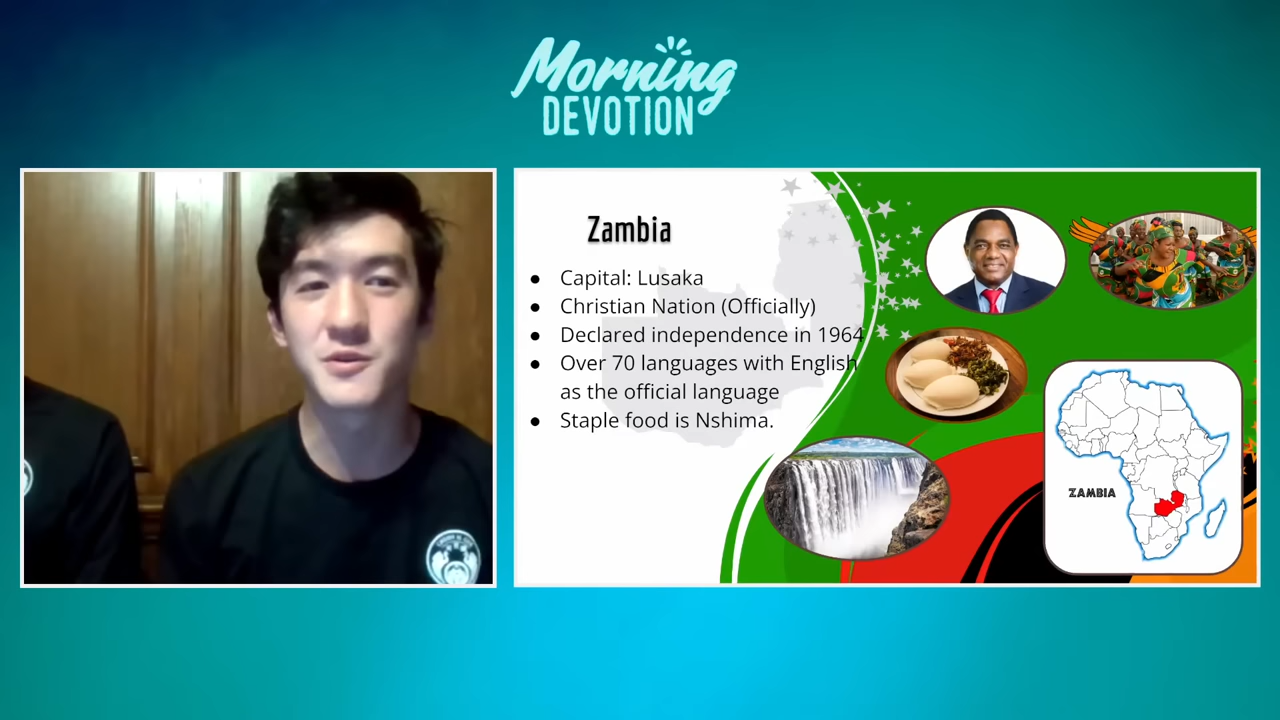 Morning
DEVOTION
Zambia
● Capital: Lusaka
● Christian Nation (Officially)
● Declared independence in 1964
● Over 70 languages with English
as the official language
● Staple food is Nshima.
ZAMBIA